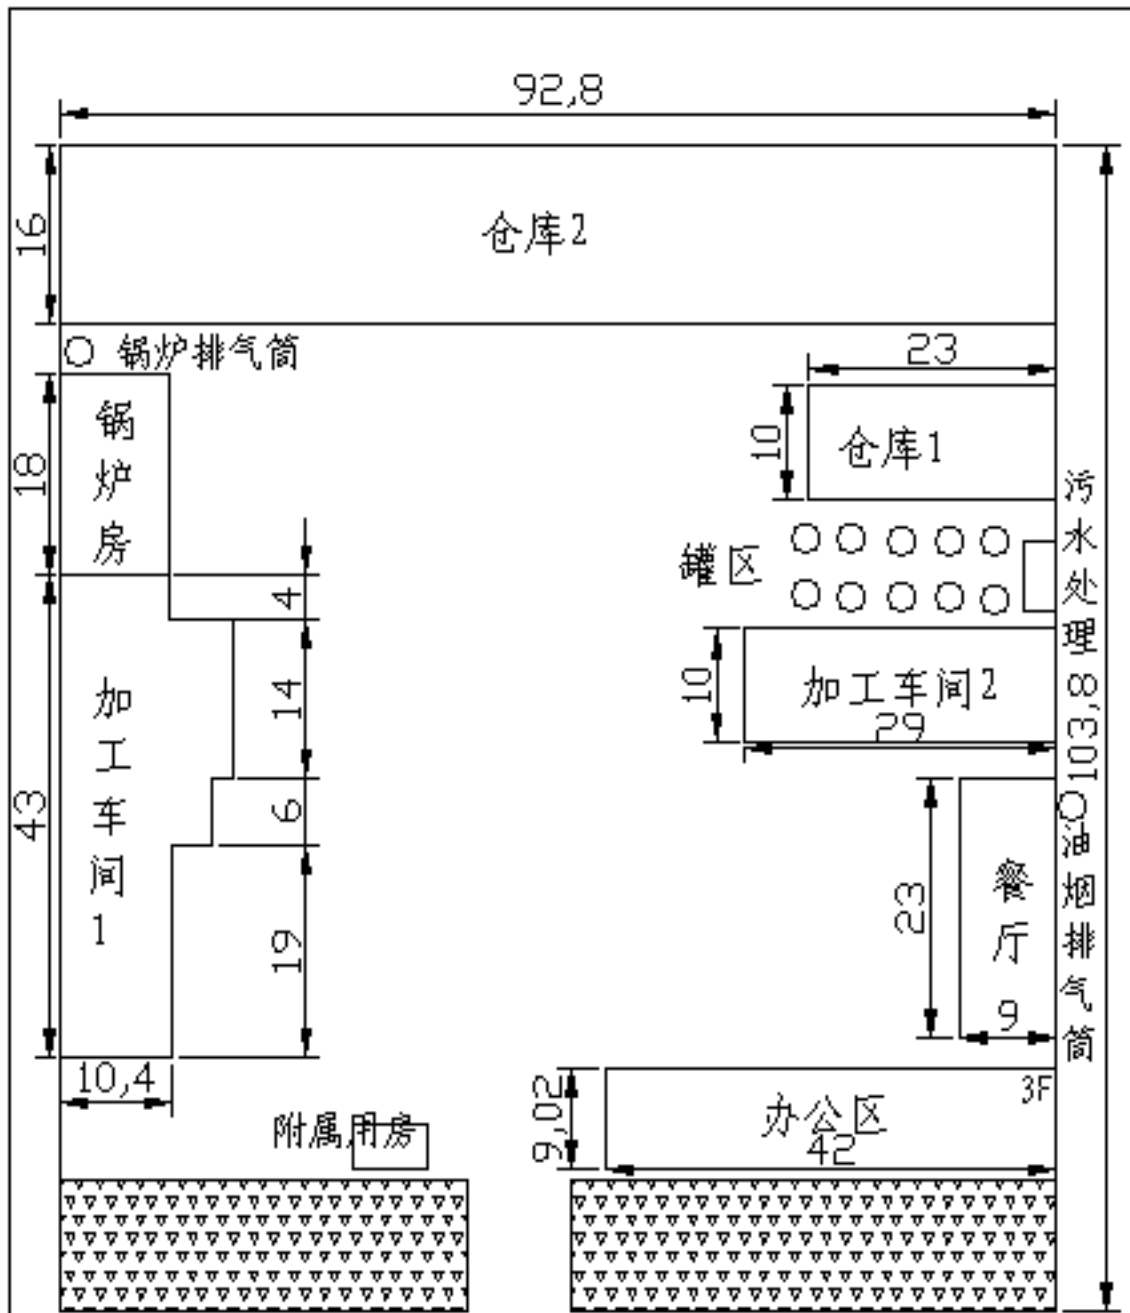 92,8
16
仓库2
锅炉排气筒
23
锅炉房
18
10
仓库1
污水处理
罐区
4
14
10
加工车间2
29
103,8
加工车间1
43
6
油烟排气筒
餐厅
23
19
9
10,4
3F
9,02
办公区
42
附属用房